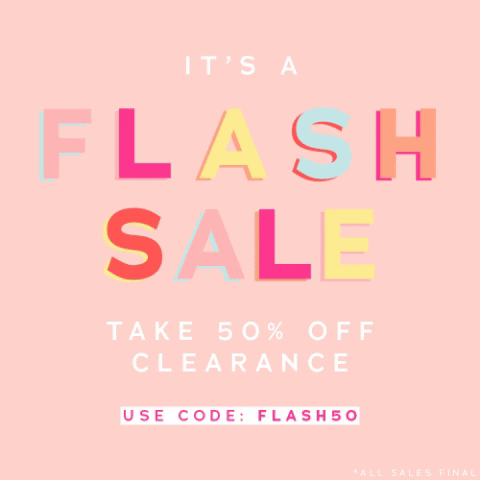 IT'S A
FLASH
SALE
TAKE 50% OFF
CLEARANCE
USE CODE: FLASH50
*ALL SALES FINAL